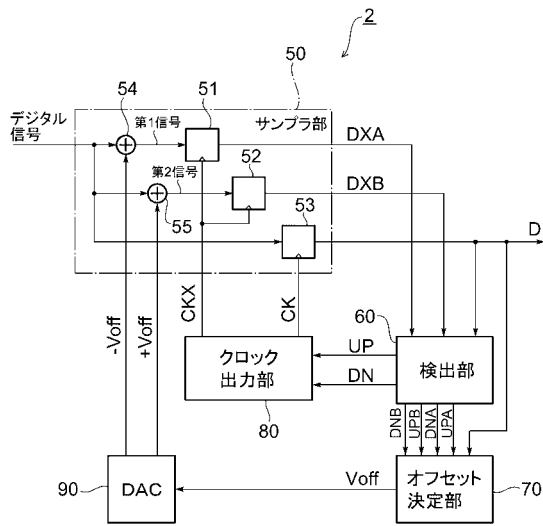 2
50
54
51
デジタル
信号
第1信号
サンプラ部
DXA
52
第2信号
DXB
55
53
D
-Voff
+Voff
CKX
CK
60
UP
DN
クロック
出力部
検出部
80
DNB
UPB
DNA
UPA
90
DAC
Voff
オフセット
決定部
70